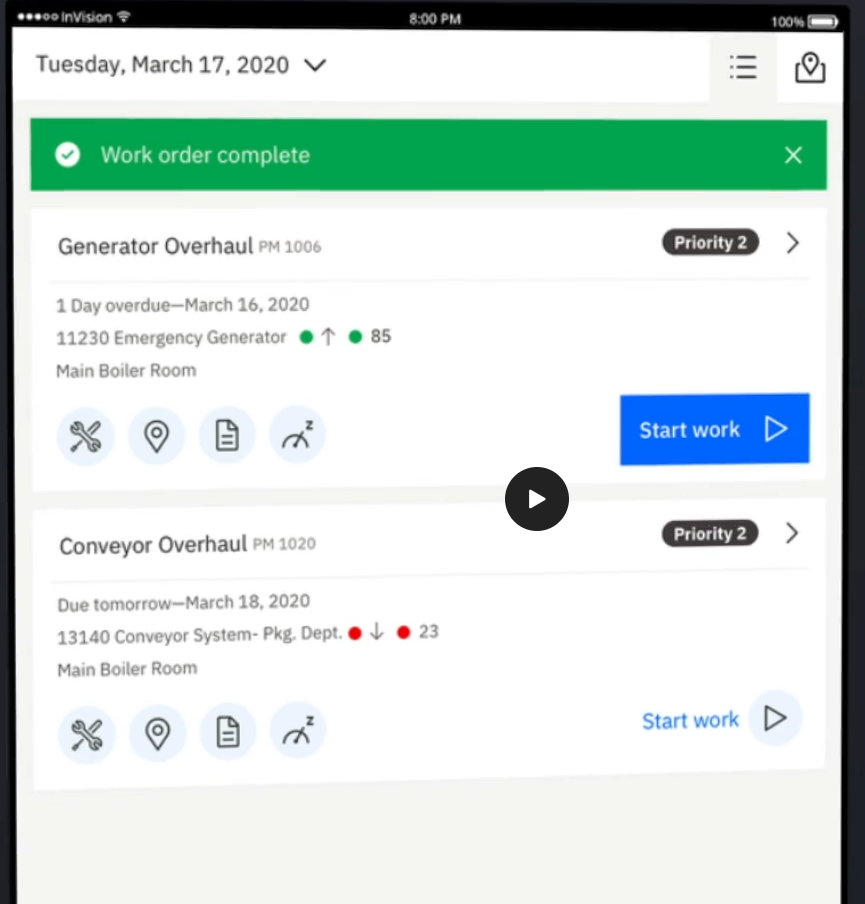 InVision
8:00 PM
100%
Tuesday, March 17, 2020
Work order complete
Generator Overhaul PM 1006
Priority 2
1 Day overdue—March 16, 2020
11230 Emergency Generator ↑ 85
Main Boiler Room
z
Start work
Conveyor Overhaul PM 1020
Priority 2
Due tomorrow—March 18, 2020
13140 Conveyor System- Pkg. Dept. ↓ 23
Main Boiler Room
z
Start work